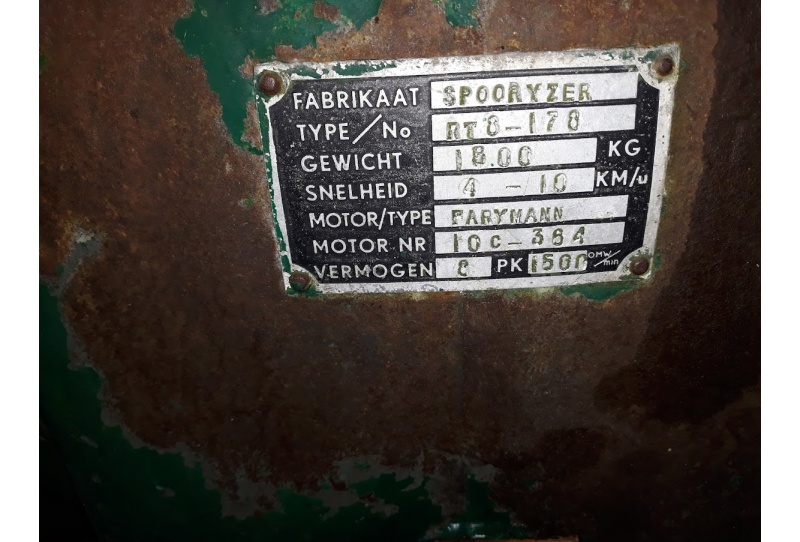 FABRIKAAT SPOORYZER
TYPE/No RT8-178
GEWICHT 1800 KG
SNELHEID 4-10 KM/u
MOTOR/TYPE FARYMANN
MOTOR NR 10C-384
VERMOGEN 8 PK 1500 OMW/min